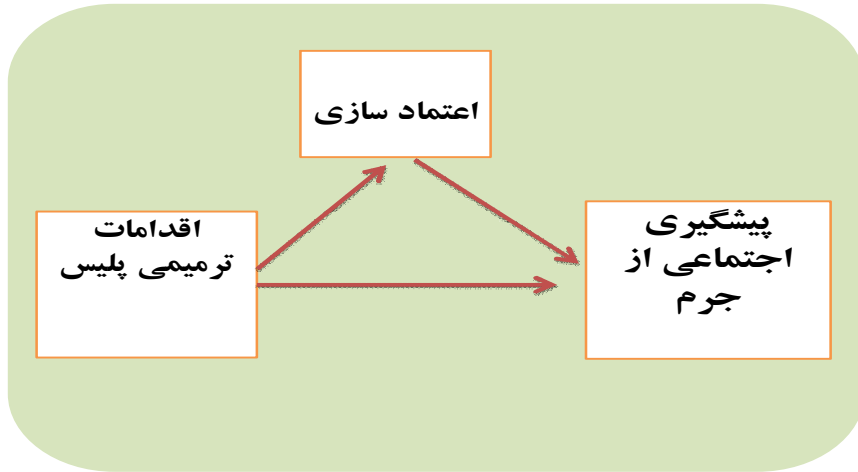 اعتماد سازی
اقدامات
ترمیمی پلیس
پیشگیری
اجتماعی از
جرم